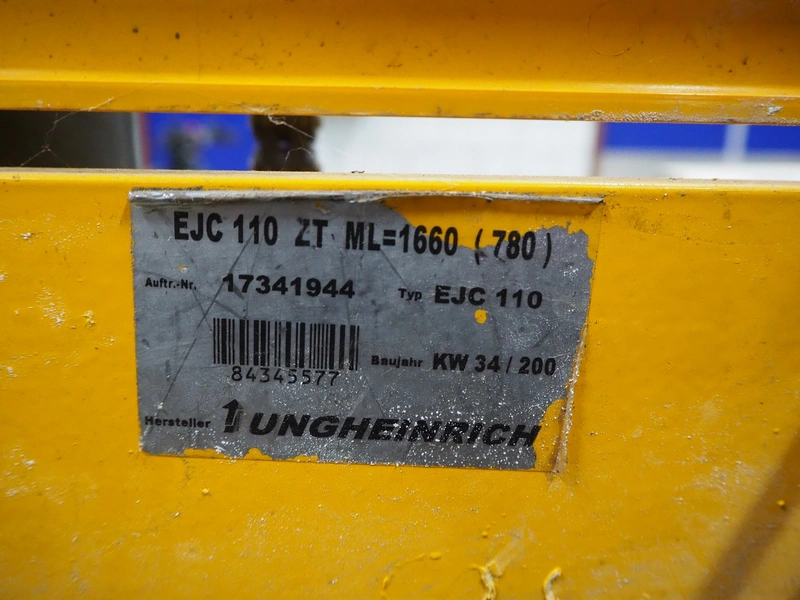 EJC 110 ZT ML=1660 (780)
Auftr.-Nr. 17341944 Typ EJC 110
84345577
Baujahr KW 34 / 200
Hersteller JUNGHEINRICH